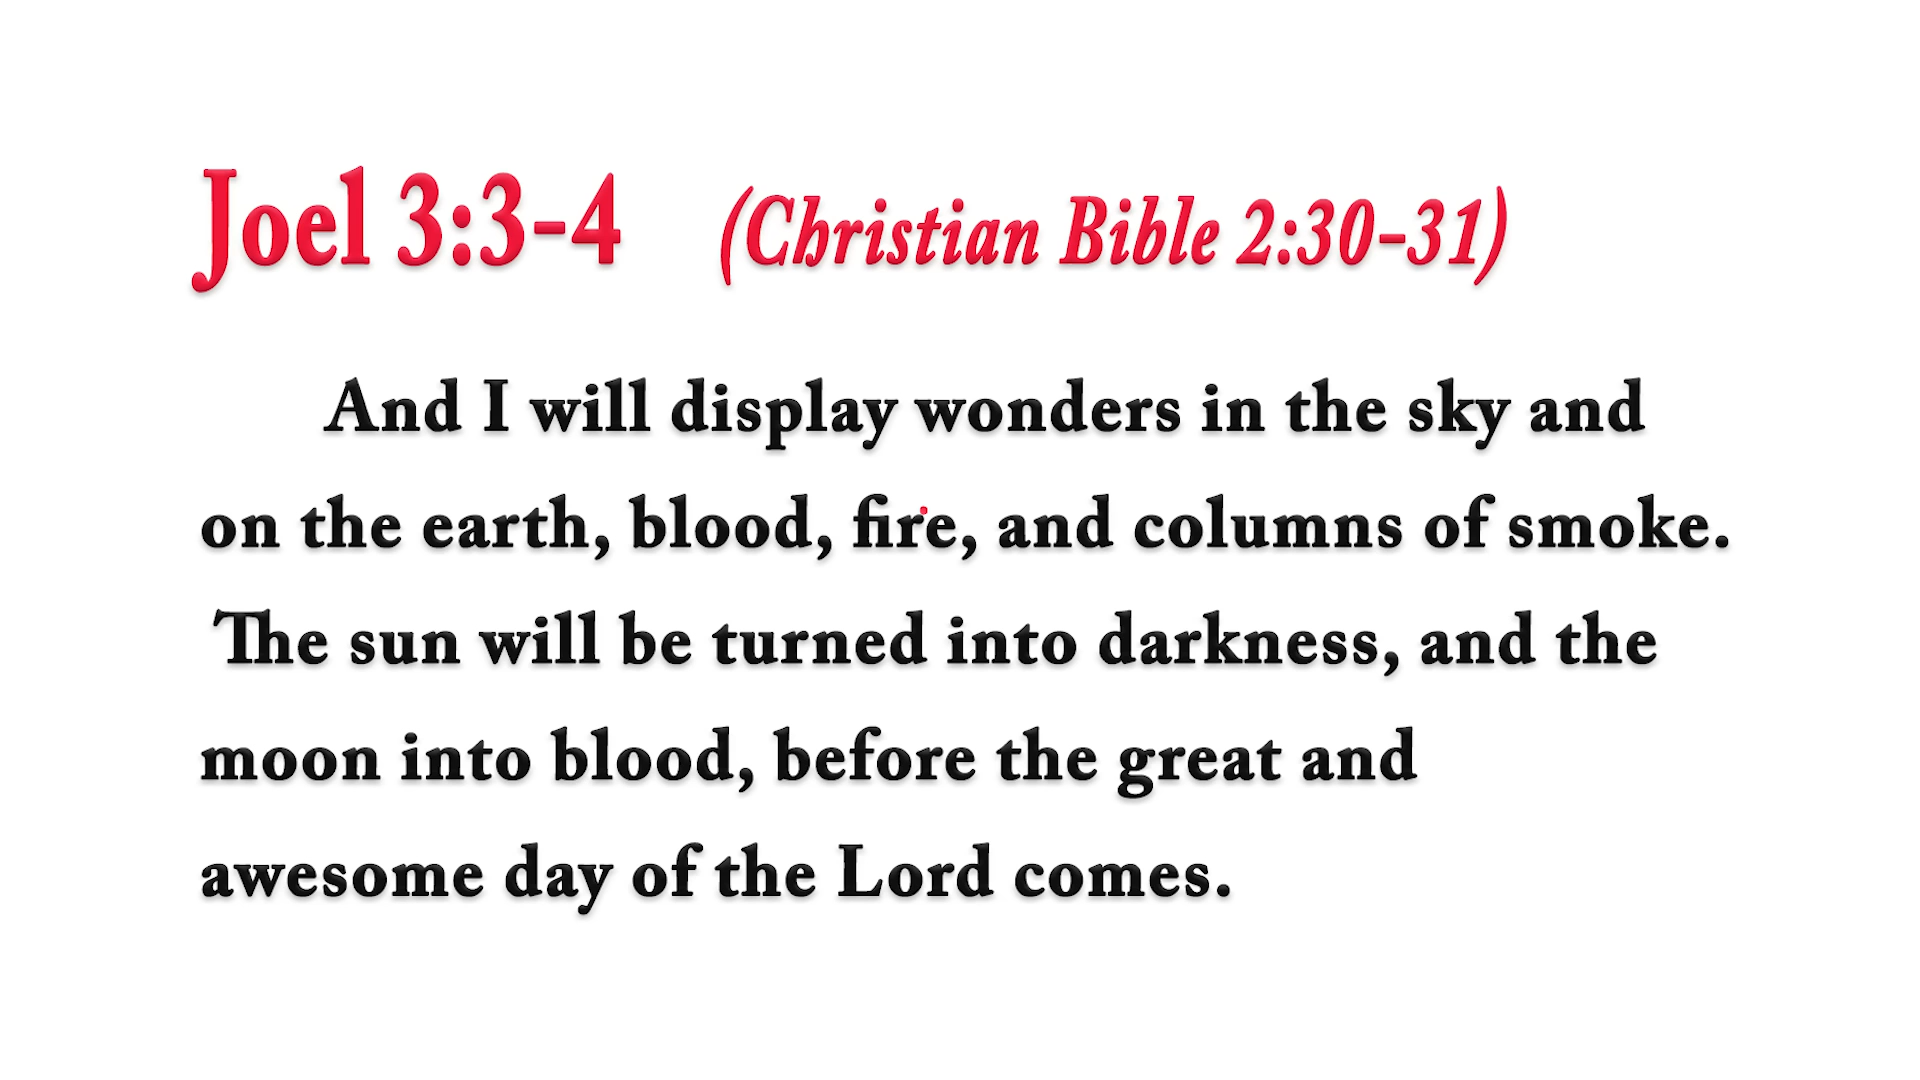 Joel 3:3-4 (Christian Bible 2:30-31)
And I will display wonders in the sky and
on the earth, blood, fire, and columns of smoke.
The sun will be turned into darkness, and the
moon into blood, before the great and
awesome day of the Lord comes.